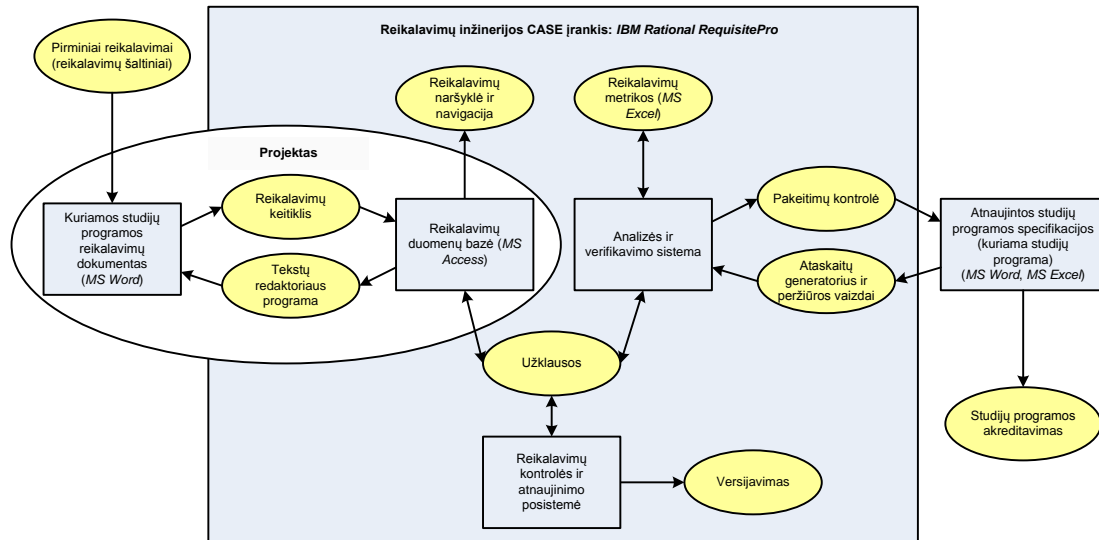 Reikalavimų inžinerijos CASE įrankis: IBM Rational RequisitePro
Pirminiai reikalavimai
(reikalavimų šaltiniai)
Reikalavimų
naršyklė ir
navigacija
Reikalavimų
metrikos (MS
Excel)
Projektas
Kuriamos studijų
programos
reikalavimų
dokumentas
(MS Word)
Reikalavimų
keitiklis
Tekstų
redaktoriaus
programa
Reikalavimų
duomenų bazė (MS
Access)
Analizės ir
verifikavimo sistema
Pakeitimų kontrolė
Ataskaitų
generatorius ir
peržiūros vaizdai
Atnaujintos studijų
programos specifikacijos
(kuriama studijų
programa)
(MS Word, MS Excel)
Užklausos
Reikalavimų
kontrolės ir
atnaujinimo
posistemė
Versijavimas
Studijų programos
akreditavimas